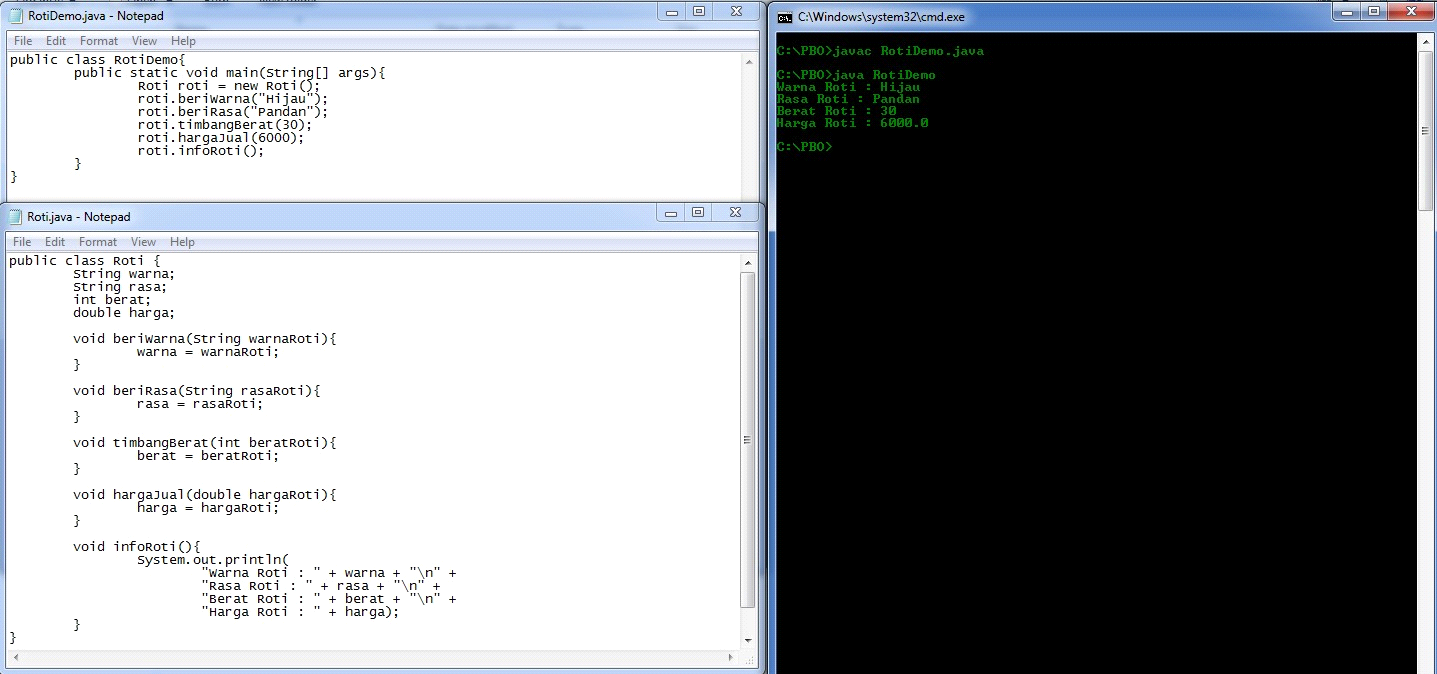 RotiDemo.java - Notepad
File Edit Format View Help
public class RotiDemo{
public static void main(String[] args){
Roti roti = new Roti();
roti.beriWarna("Hijau");
roti.beriRasa("Pandan");
roti.timbangBerat(30);
roti.hargaJual(6000);
roti.infoRoti();
}
}
Roti.java - Notepad
File Edit Format View Help
public class Roti {
String warna;
String rasa;
int berat;
double harga;
void beriWarna(String warnaRoti){
warna = warnaRoti;
}
void beriRasa(String rasaRoti){
rasa = rasaRoti;
}
void timbangBerat(int beratRoti){
berat = beratRoti;
}
void hargaJual(double hargaRoti){
harga = hargaRoti;
}
void infoRoti(){
System.out.println(
"Warna Roti : " + warna + "\n" +
"Rasa Roti : " + rasa + "\n" +
"Berat Roti : " + berat + "\n" +
"Harga Roti : " + harga);
}
}
C:\Windows\system32\cmd.exe
C:\PBO>javac RotiDemo.java
C:\PBO>java RotiDemo
Warna Roti : Hijau
Rasa Roti : Pandan
Berat Roti : 30
Harga Roti : 6000.0
C:\PBO>